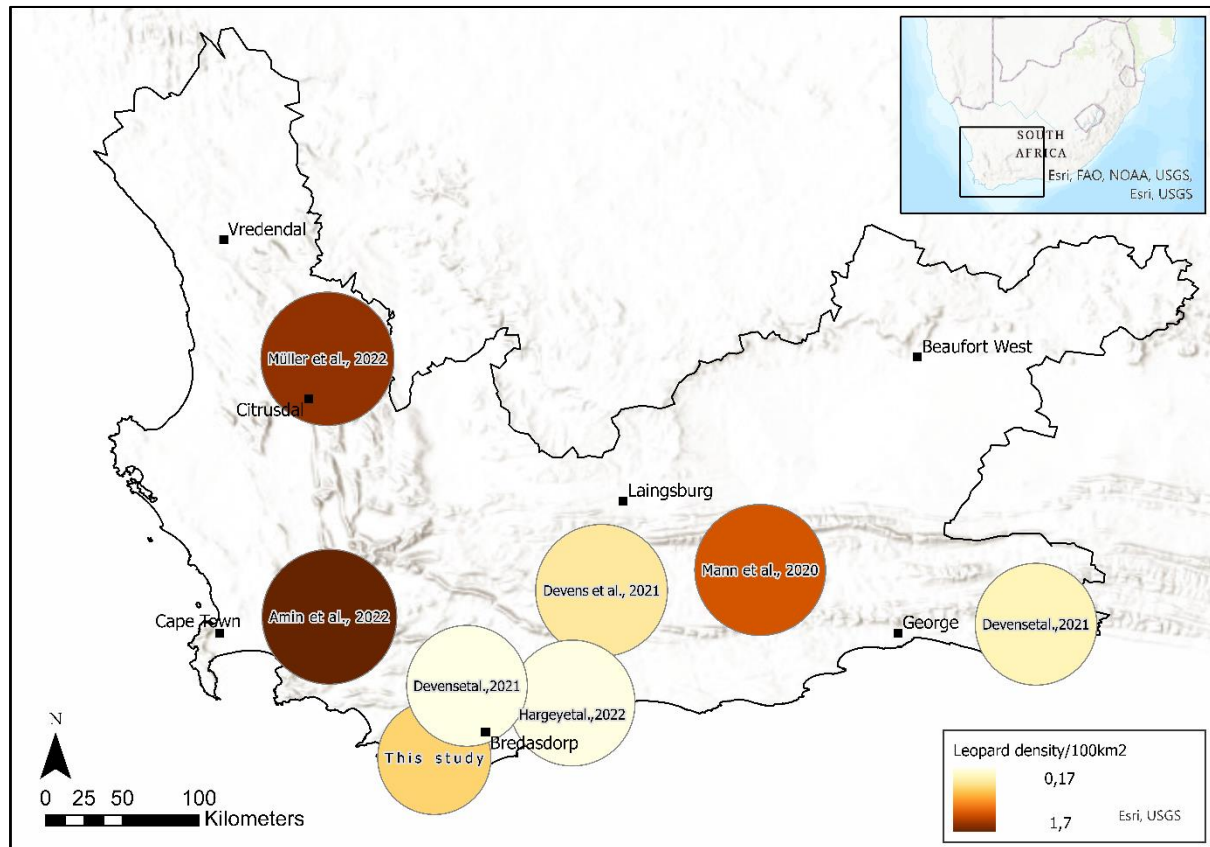 SOUTH
AFRICA
Esri, FAO, NOAA, USGS,
Esri, USGS
Vredendal
Müller et al., 2022
Beaufort West
Citrusdal
Laingsburg
Mann et al., 2020
Devens et al., 2021
Amin et al., 2022
Cape Town
George
Devensetal.,2021
Devensetal.,2021
Hargeyetal.,2022
Bredasdorp
This study
N
0 25 50 100
Kilometers
Leopard density/100km2
0,17
1,7
Esri, USGS